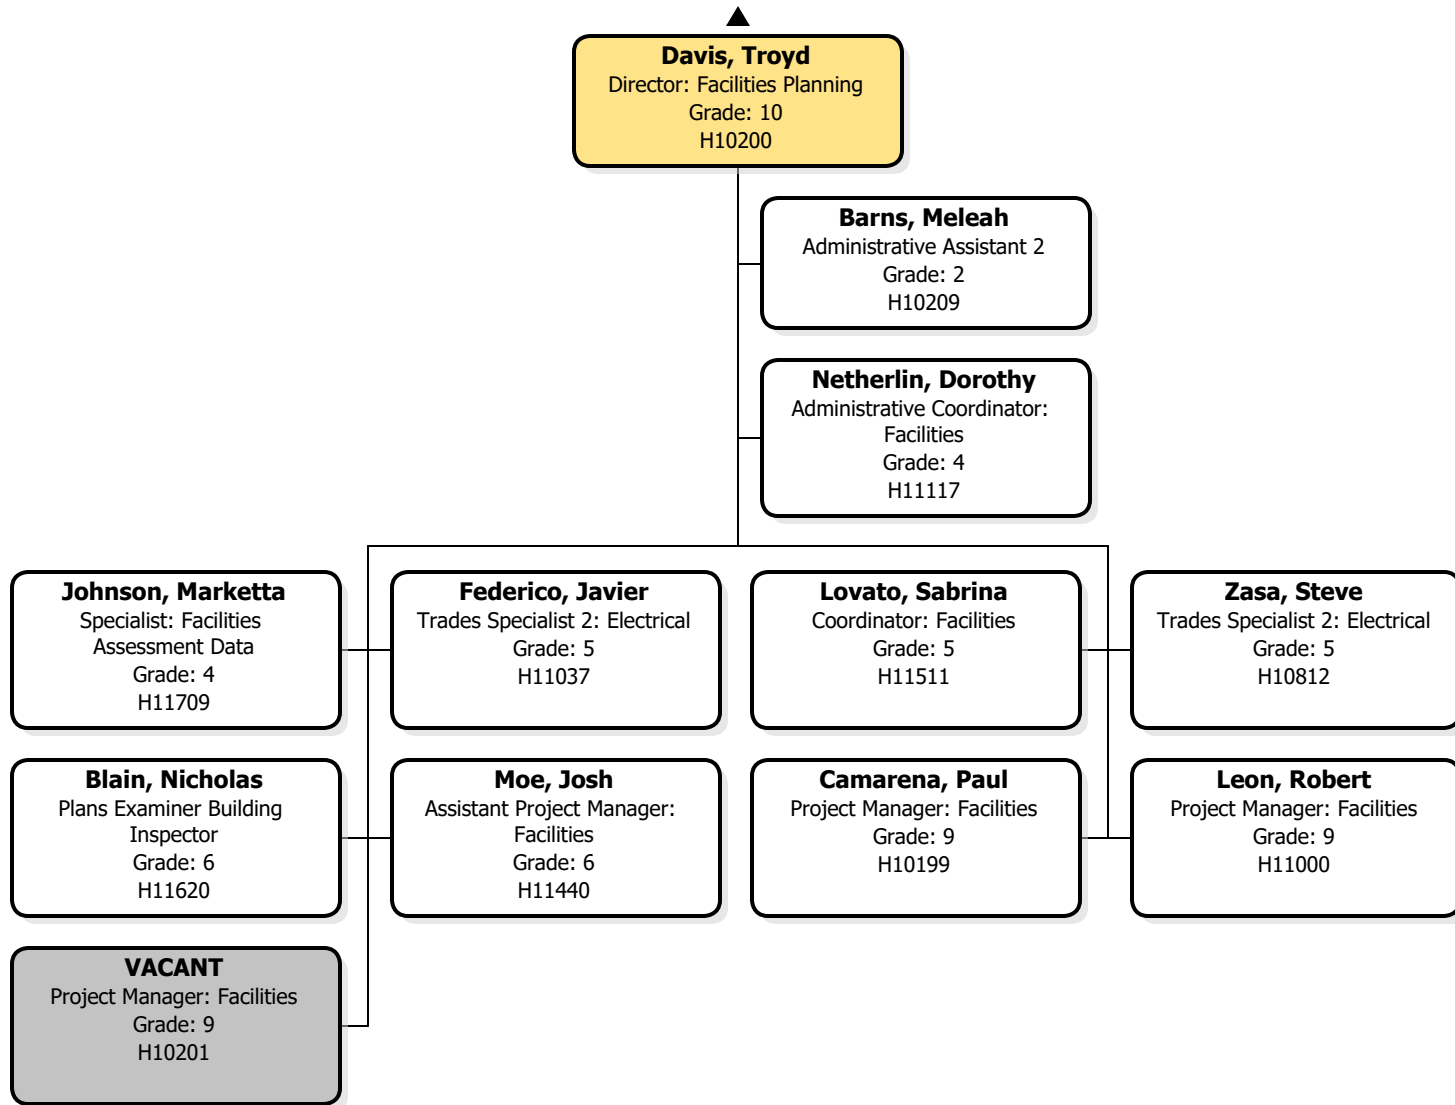 Davis, Troyd
Director: Facilities Planning
Grade: 10
H10200
Barns, Meleah
Administrative Assistant 2
Grade: 2
H10209
Netherlin, Dorothy
Administrative Coordinator:
Facilities
Grade: 4
H11117
Johnson, Marketta
Specialist: Facilities
Assessment Data
Grade: 4
H11709
Federico, Javier
Trades Specialist 2: Electrical
Grade: 5
H11037
Lovato, Sabrina
Coordinator: Facilities
Grade: 5
H11511
Zasa, Steve
Trades Specialist 2: Electrical
Grade: 5
H10812
Blain, Nicholas
Plans Examiner Building
Inspector
Grade: 6
H11620
Moe, Josh
Assistant Project Manager:
Facilities
Grade: 6
H11440
Camarena, Paul
Project Manager: Facilities
Grade: 9
H10199
Leon, Robert
Project Manager: Facilities
Grade: 9
H11000
VACANT
Project Manager: Facilities
Grade: 9
H10201